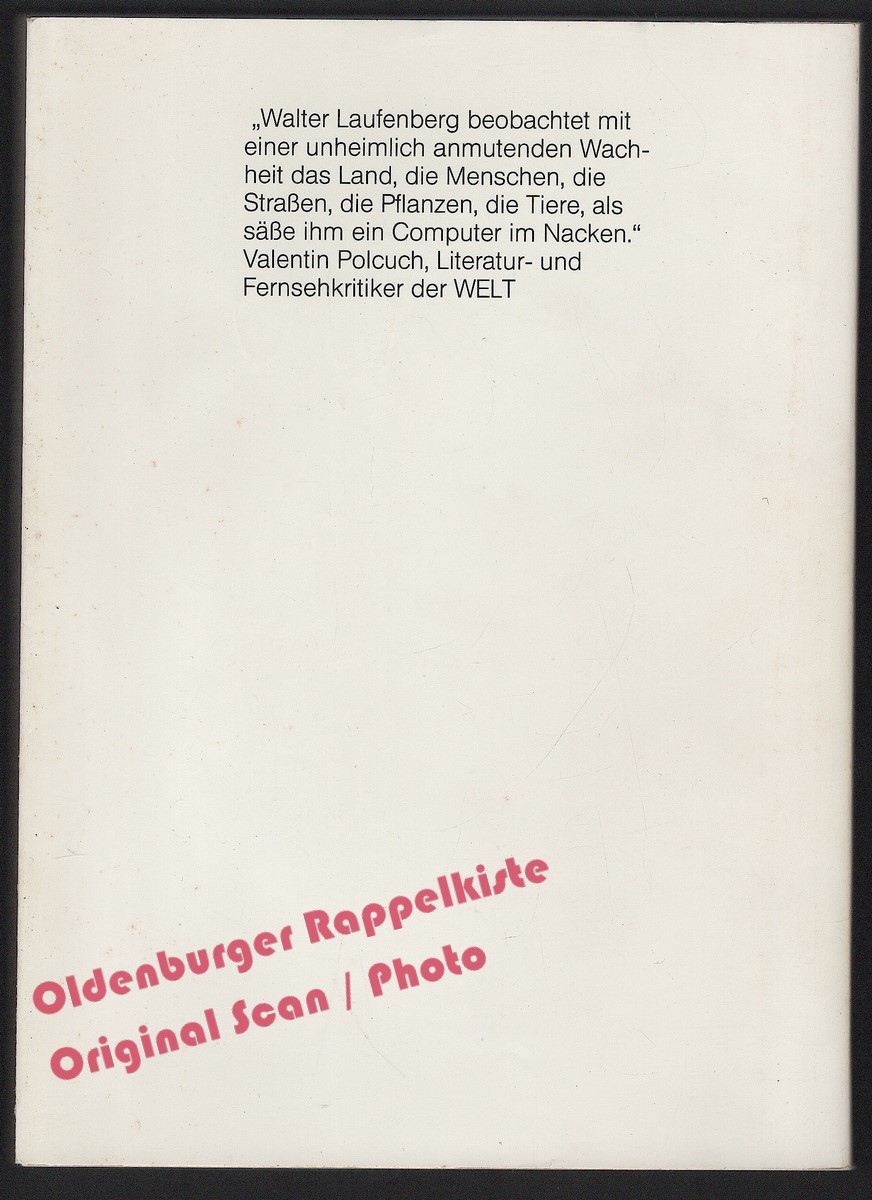 „Walter Laufenberg beobachtet mit
einer unheimlich anmutenden Wach-
heit das Land, die Menschen, die
Straßen, die Pflanzen, die Tiere, als
säße ihm ein Computer im Nacken.“
Valentin Polcuch, Literatur- und
Fernsehkritiker der WELT
Oldenburger Rappelkiste
Original Scan / Photo